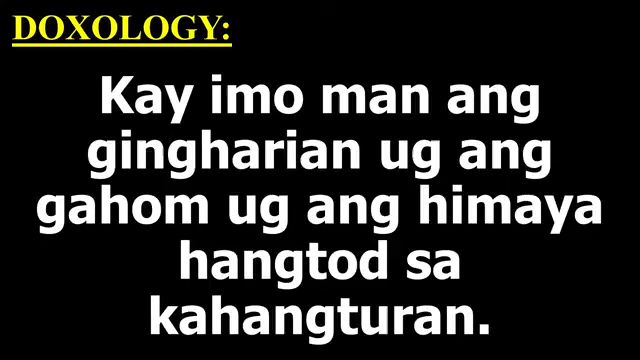 DOXOLOGY:
Kay imo man ang
gingharian ug ang
gahom ug ang himaya
hangtod sa
kahangturan.